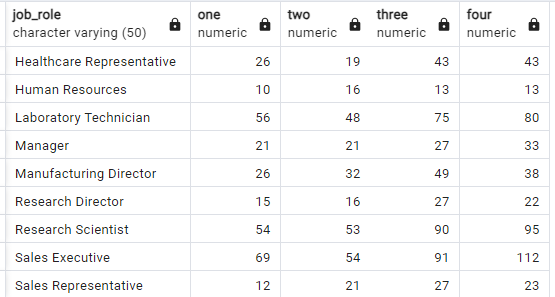 job_role one two three four
character varying (50) numeric numeric numeric numeric
Healthcare Representative 26 19 43 43
Human Resources 10 16 13 13
Laboratory Technician 56 48 75 80
Manager 21 21 27 33
Manufacturing Director 26 32 49 38
Research Director 15 16 27 22
Research Scientist 54 53 90 95
Sales Executive 69 54 91 112
Sales Representative 12 21 27 23